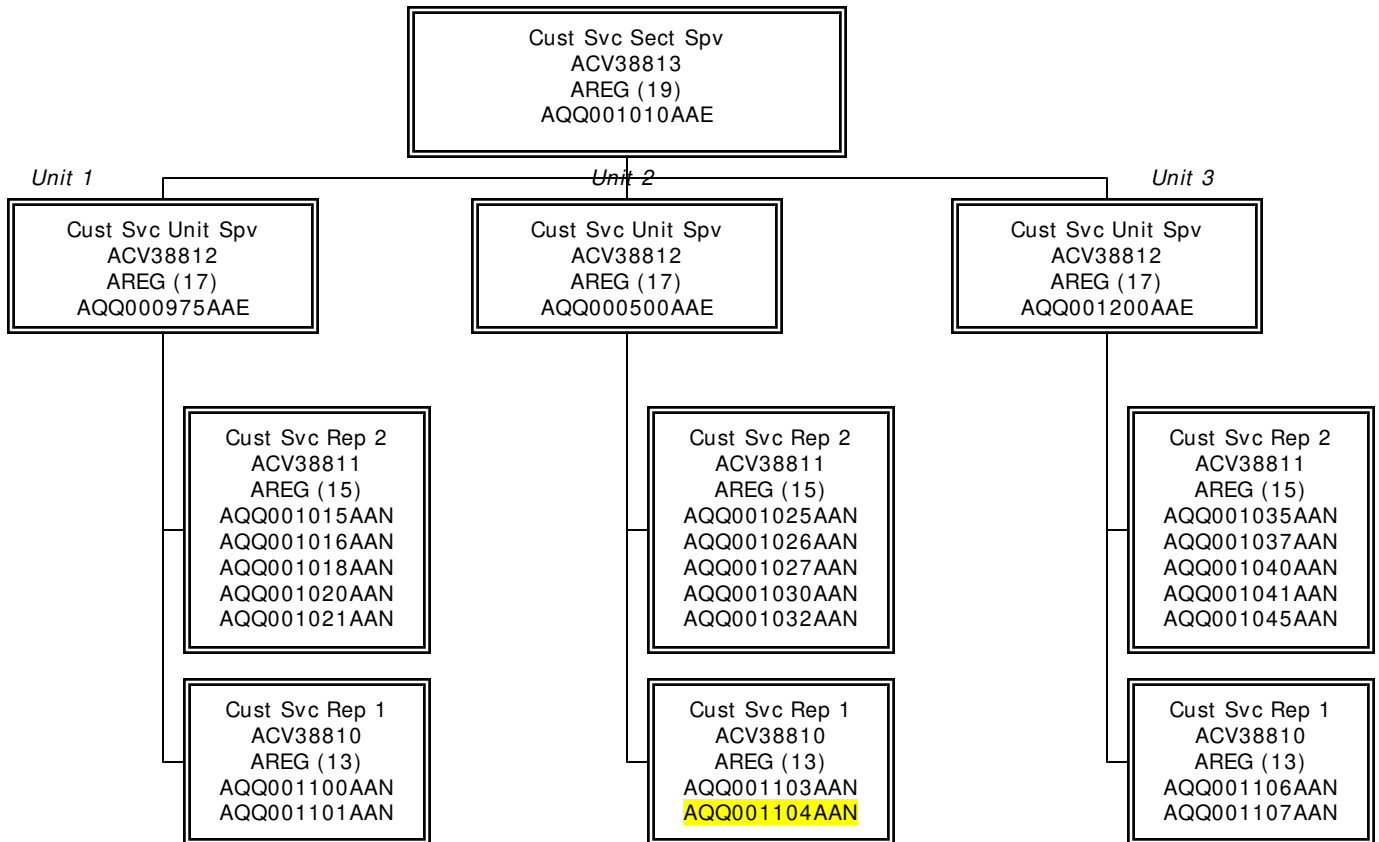 Cust Svc Sect Spv
ACV38813
AREG (19)
AQQ001010AAE
Unit 1
Unit 2
Unit 3
Cust Svc Unit Spv
ACV38812
AREG (17)
AQQ000975AAE
Cust Svc Unit Spv
ACV38812
AREG (17)
AQQ000500AAE
Cust Svc Unit Spv
ACV38812
AREG (17)
AQQ001200AAE
Cust Svc Rep 2
ACV38811
AREG (15)
AQQ001015AAN
AQQ001016AAN
AQQ001018AAN
AQQ001020AAN
AQQ001021AAN
Cust Svc Rep 2
ACV38811
AREG (15)
AQQ001025AAN
AQQ001026AAN
AQQ001027AAN
AQQ001030AAN
AQQ001032AAN
Cust Svc Rep 2
ACV38811
AREG (15)
AQQ001035AAN
AQQ001037AAN
AQQ001040AAN
AQQ001041AAN
AQQ001045AAN
Cust Svc Rep 1
ACV38810
AREG (13)
AQQ001100AAN
AQQ001101AAN
Cust Svc Rep 1
ACV38810
AREG (13)
AQQ001103AAN
AQQ001104AAN
Cust Svc Rep 1
ACV38810
AREG (13)
AQQ001106AAN
AQQ001107AAN